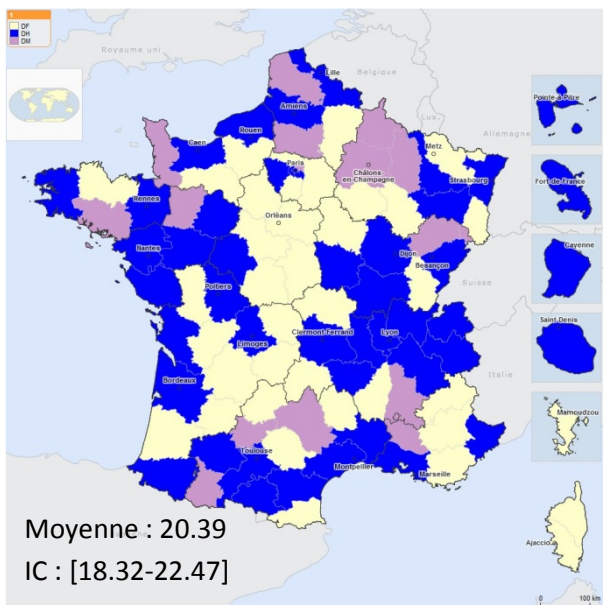 1
DF
DH
DM
Royaume uni
Belgique
Lille
Amiens
Lux.
Pointe-à-Pitre
Rouen
Caen
Allemagne
Metz
Paris
Châlons-
en-Champagne
Strasbourg
Fort-de-France
Rennes
Orléans
Nantes
Dijon
Besançon
Cayenne
Poitiers
Suisse
Saint-Denis
Clermont-Ferrand
Lyon
Limoges
Italie
Bordeaux
Mamoudzou
Toulouse
Montpellier
Marseille
Moyenne : 20.39
IC : [18.32-22.47]
Ajaccio
0 100 km